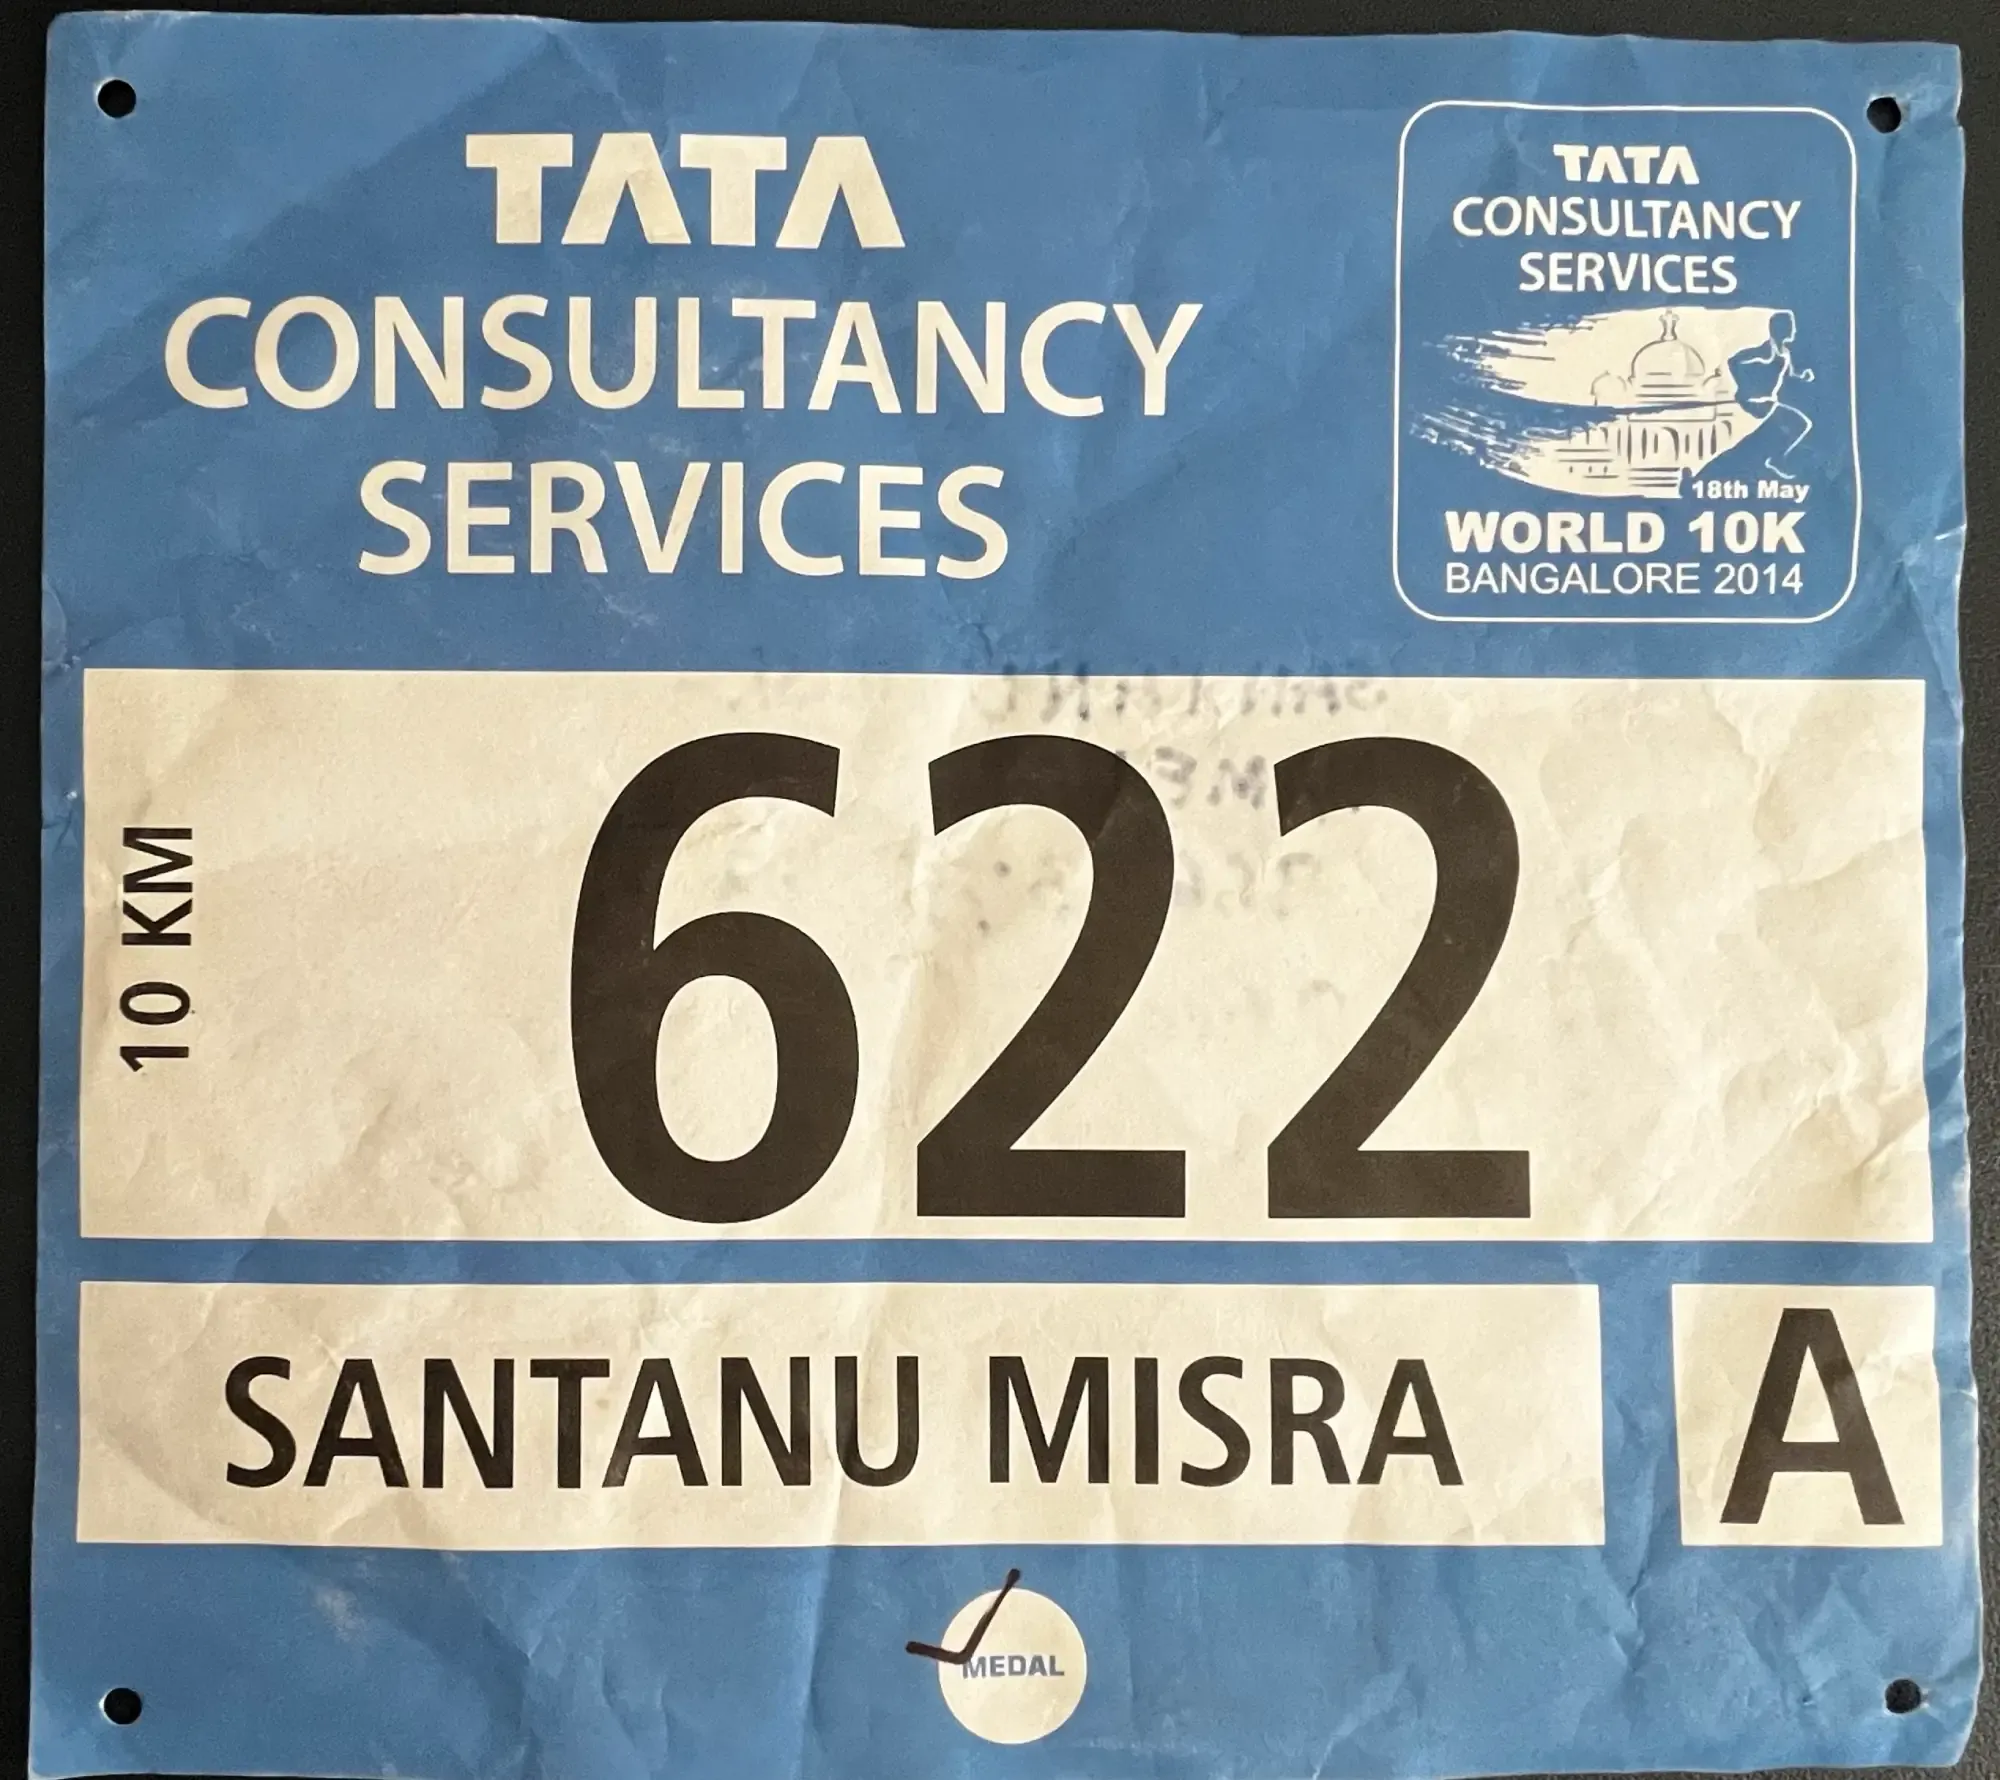 TATA
CONSULTANCY
SERVICES
TATA
CONSULTANCY
SERVICES
18th May
WORLD 10K
BANGALORE 2014
10 KM
622
SANTANU MISRA
A
MEDAL